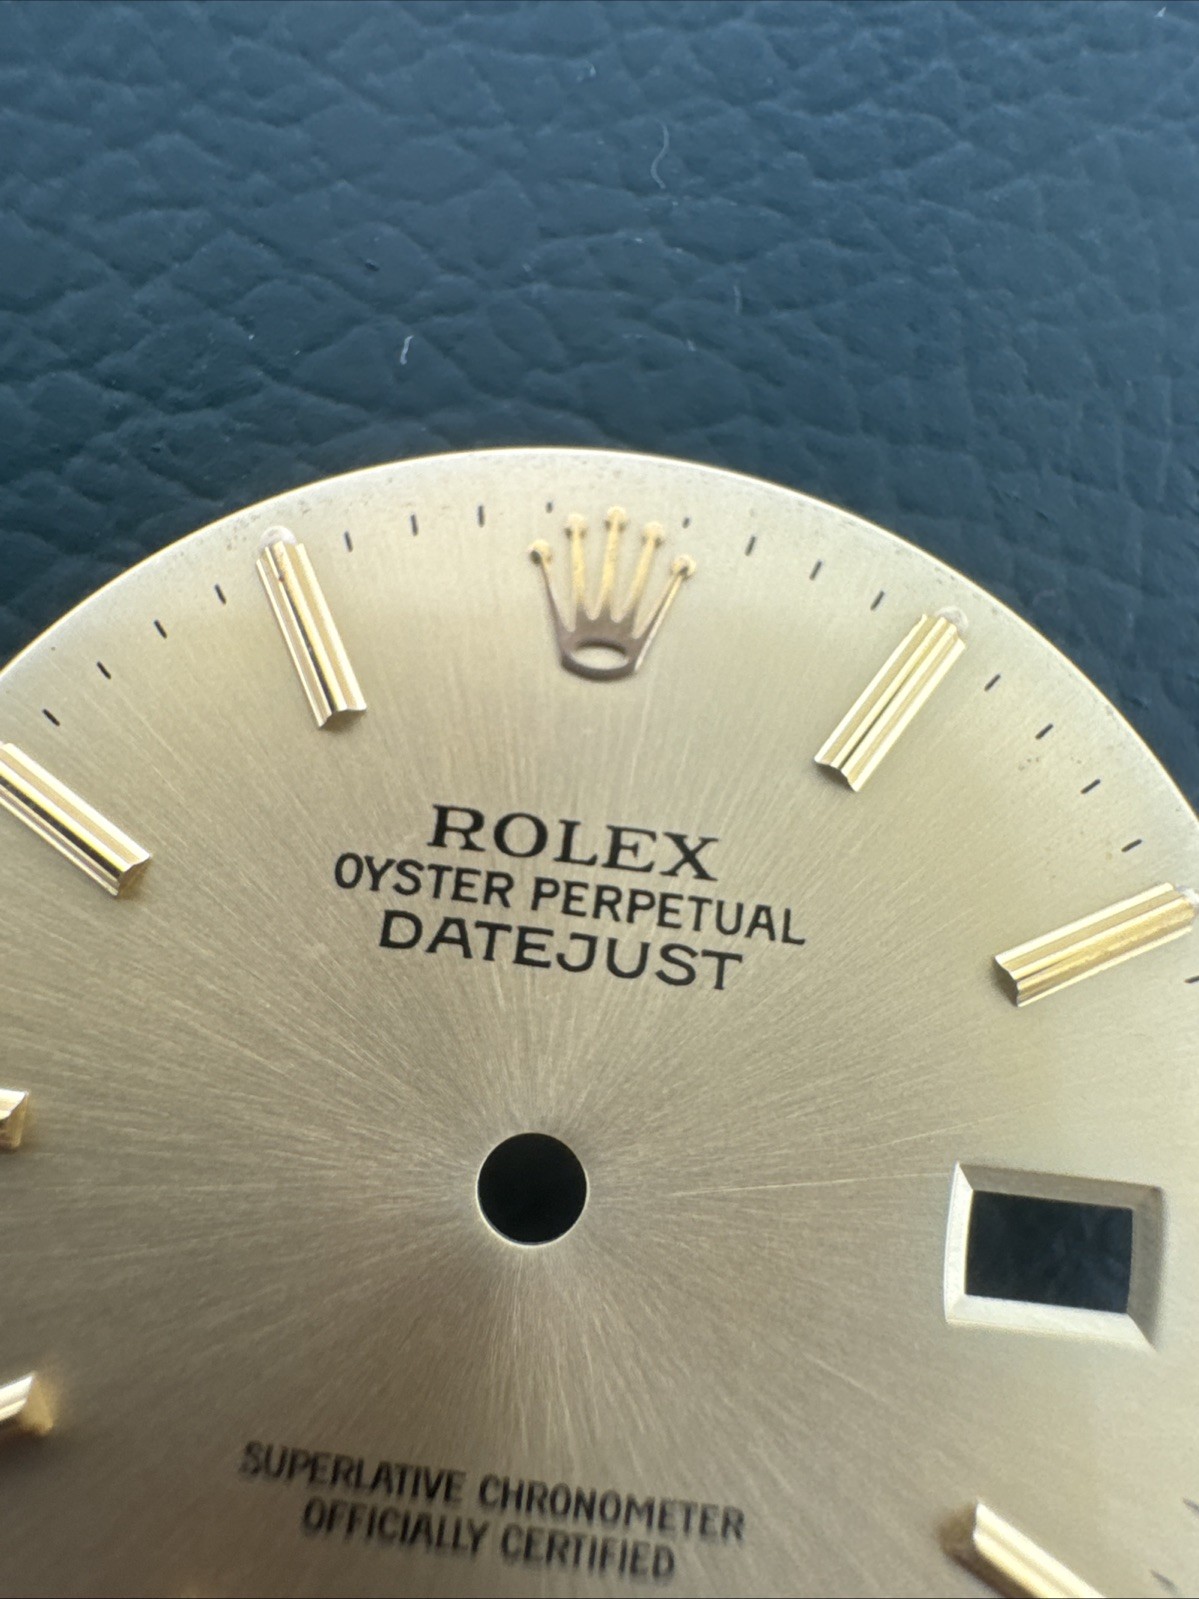 ROLEX
OYSTER PERPETUAL
DATEJUST
SUPERLATIVE CHRONOMETER
OFFICIALLY CERTIFIED